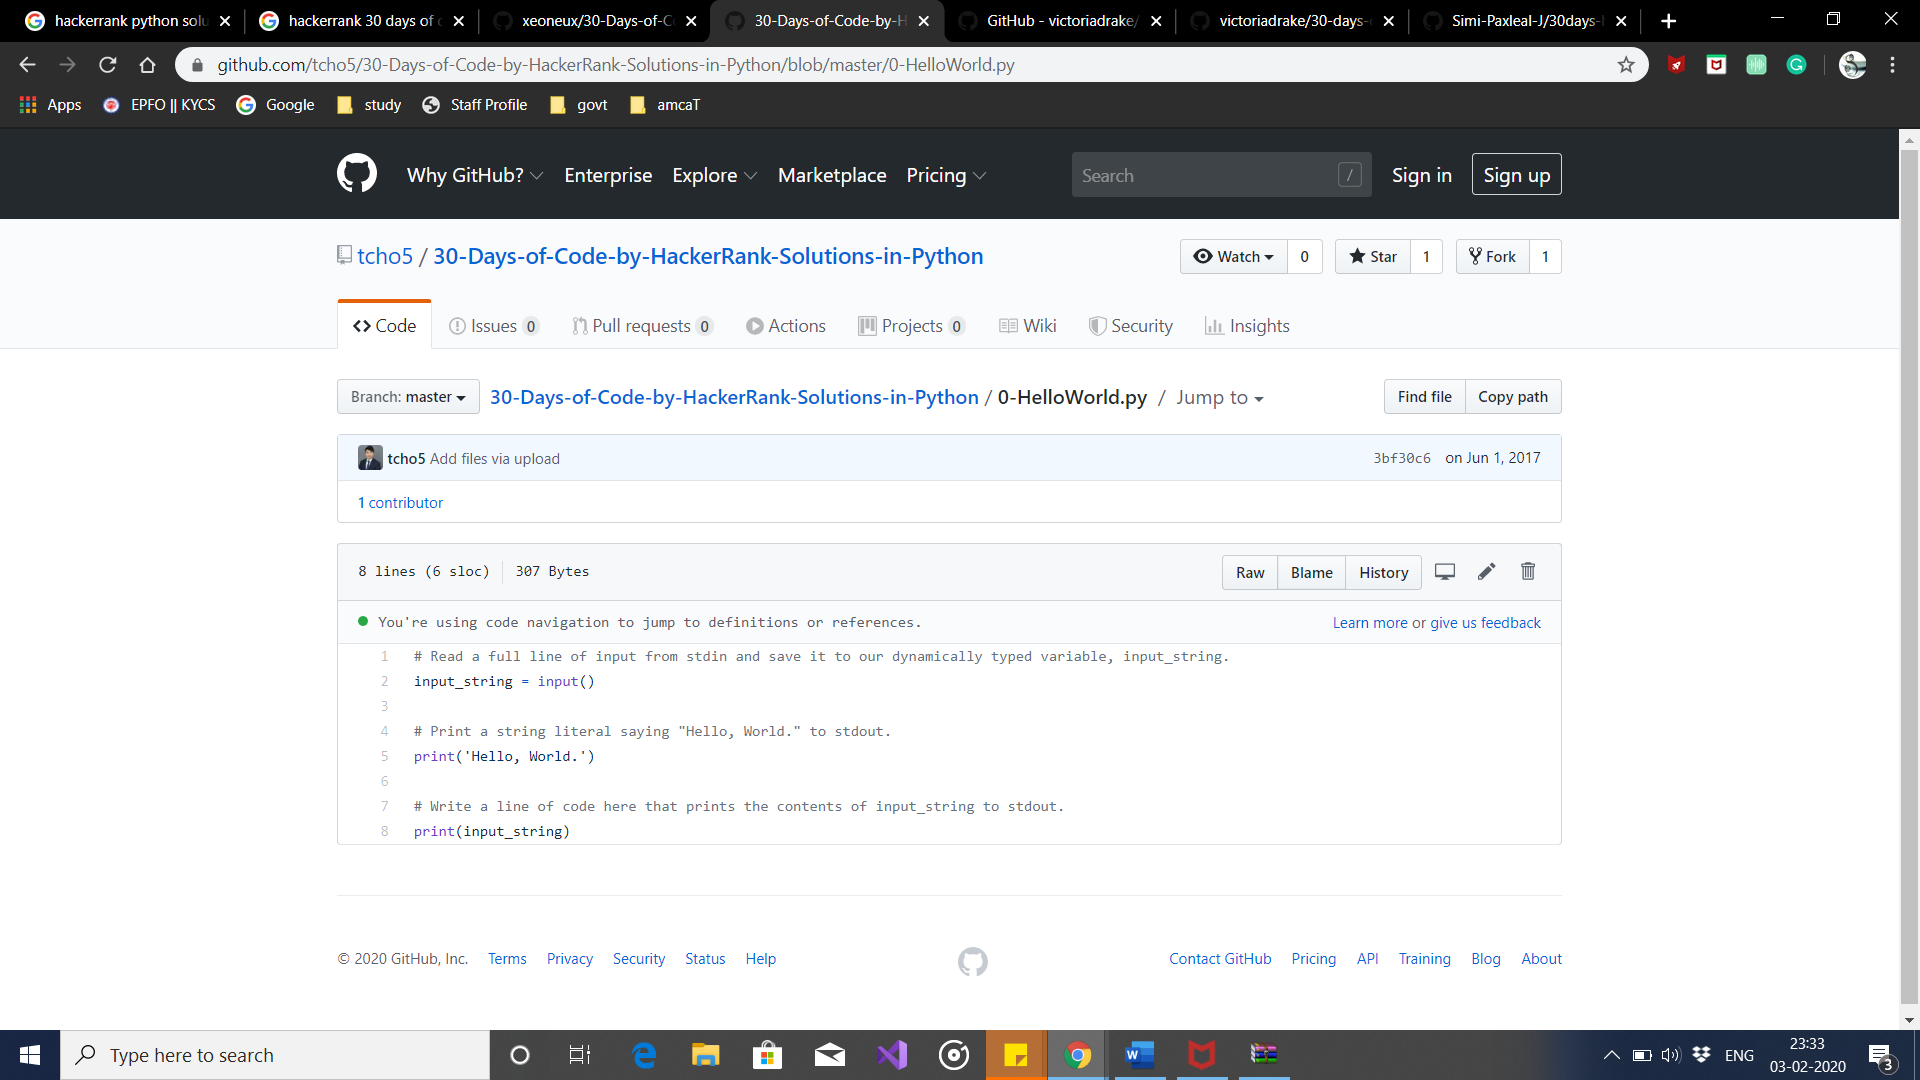 hackerrank python solu
hackerrank 30 days of c
xeoneux/30-Days-of-C
30-Days-of-Code-by-H
GitHub - victoriadrake/
victoriadrake/30-days-
Simi-Paxleal-J/30days-
github.com/tcho5/30-Days-of-Code-by-HackerRank-Solutions-in-Python/blob/master/0-HelloWorld.py
Apps EPFO || KYCS Google study Staff Profile govt amcaT
Why GitHub? Enterprise Explore Marketplace Pricing Search / Sign in Sign up
tcho5 / 30-Days-of-Code-by-HackerRank-Solutions-in-Python Watch 0 Star 1 Fork 1
Code Issues 0 Pull requests 0 Actions Projects 0 Wiki Security Insights
Branch: master 30-Days-of-Code-by-HackerRank-Solutions-in-Python / 0-HelloWorld.py / Jump to Find file Copy path
tcho5 Add files via upload 3bf30c6 on Jun 1, 2017
1 contributor
8 lines (6 sloc) 307 Bytes Raw Blame History
You're using code navigation to jump to definitions or references. Learn more or give us feedback
1 # Read a full line of input from stdin and save it to our dynamically typed variable, input_string.
2 input_string = input()
3
4 # Print a string literal saying "Hello, World." to stdout.
5 print('Hello, World.')
6
7 # Write a line of code here that prints the contents of input_string to stdout.
8 print(input_string)
© 2020 GitHub, Inc. Terms Privacy Security Status Help Contact GitHub Pricing API Training Blog About
Type here to search
ENG
23:33
03-02-2020
3